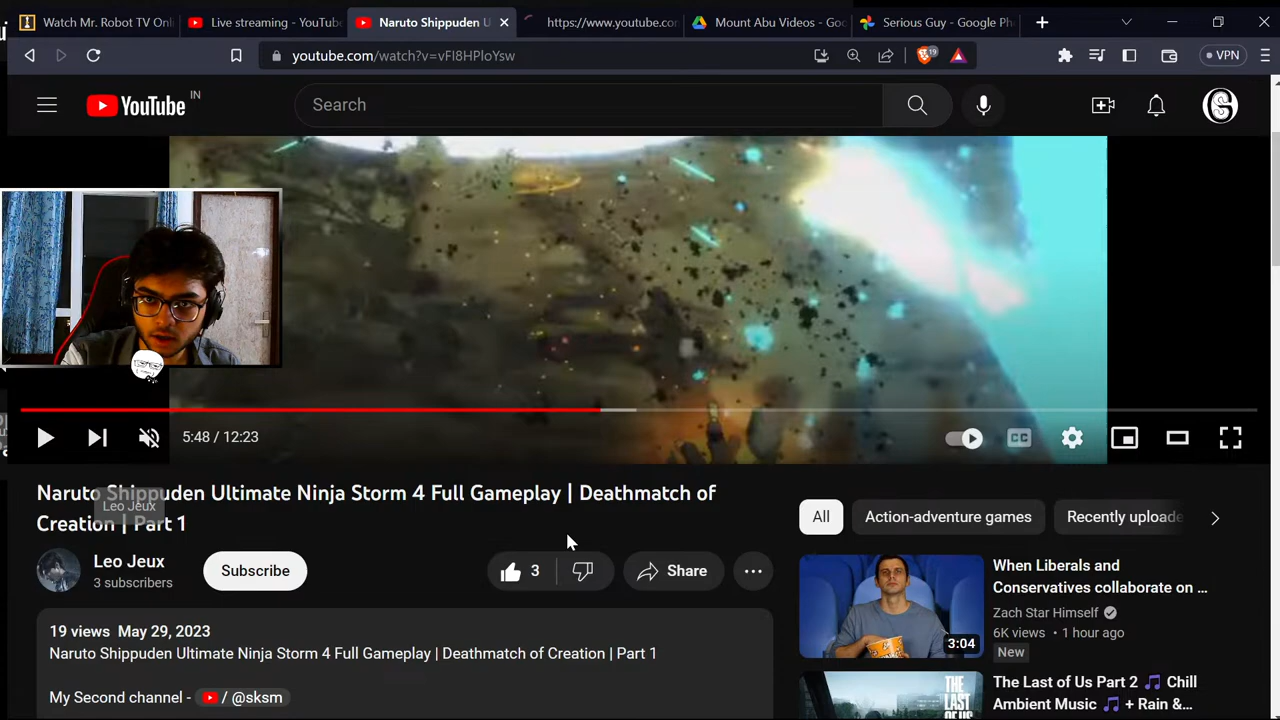 Watch Mr. Robot TV Onl
Live streaming - YouTube
Naruto Shippuden U
https://www.youtube.co
Mount Abu Videos - Goo
Serious Guy - Google Ph
youtube.com/watch?v=vFI8HPloYsw
19
VPN
YouTube IN
Search
5:48 / 12:23
CC
Naruto Shippuden Ultimate Ninja Storm 4 Full Gameplay | Deathmatch of
Creation | Part 1
Leo Jeux
Leo Jeux
3 subscribers
Subscribe
3
Share
19 views May 29, 2023
Naruto Shippuden Ultimate Ninja Storm 4 Full Gameplay | Deathmatch of Creation | Part 1
My Second channel - / @sksm
All
Action-adventure games
Recently uploade
3:04
When Liberals and
Conservatives collaborate on ...
Zach Star Himself
6K views • 1 hour ago
New
THE
LAST
The Last of Us Part 2 🎵 Chill
Ambient Music 🎵 + Rain &...